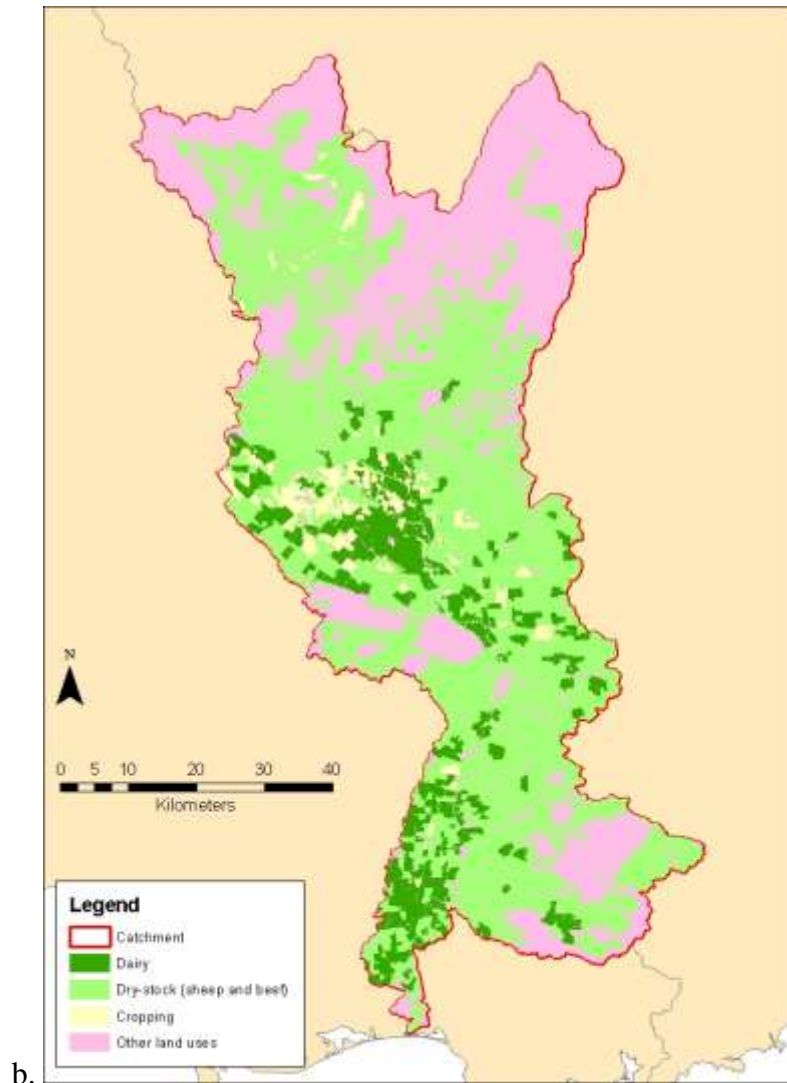 N
0 5 10 20 30 40
Kilometers
Legend
Catchment
Dairy
Dry-stock (sheep and beef)
Cropping
Other land uses
b.